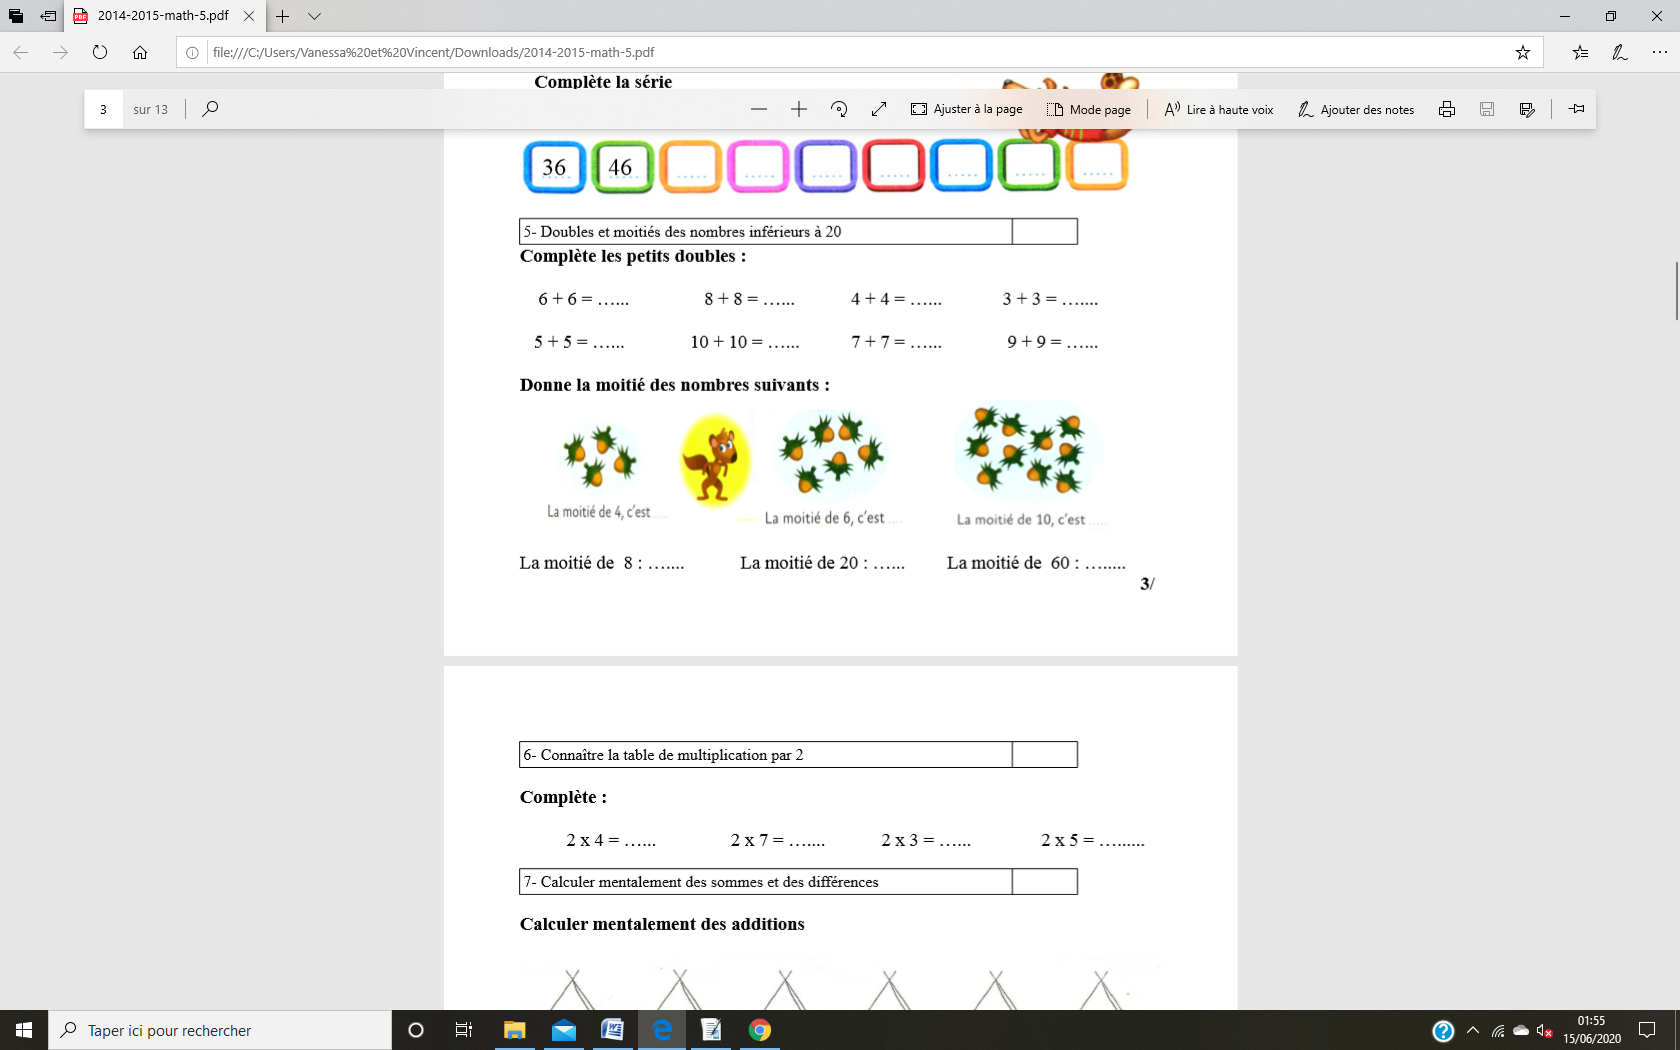 2014-2015-math-5.pdf
file:///C:/Users/Vanessa%20et%20Vincent/Downloads/2014-2015-math-5.pdf
Complète la série
3 sur 13 Ajuster à la page Mode page Lire à haute voix Ajouter des notes
36 46 ..... ..... ..... ..... ..... ..... .....
5- Doubles et moitiés des nombres inférieurs à 20
Complète les petits doubles :
6 + 6 = …... 8 + 8 = …... 4 + 4 = …... 3 + 3 = …....
5 + 5 = …... 10 + 10 = …... 7 + 7 = …... 9 + 9 = …...
Donne la moitié des nombres suivants :
La moitié de 4, c'est ..... La moitié de 6, c'est .... La moitié de 10, c'est .....
La moitié de 8 : ….... La moitié de 20 : …... La moitié de 60 : ….....
3/
6- Connaître la table de multiplication par 2
Complète :
2 x 4 = …... 2 x 7 = ….... 2 x 3 = …... 2 x 5 = …......
7- Calculer mentalement des sommes et des différences
Calculer mentalement des additions
Taper ici pour rechercher
01:55
15/06/2020